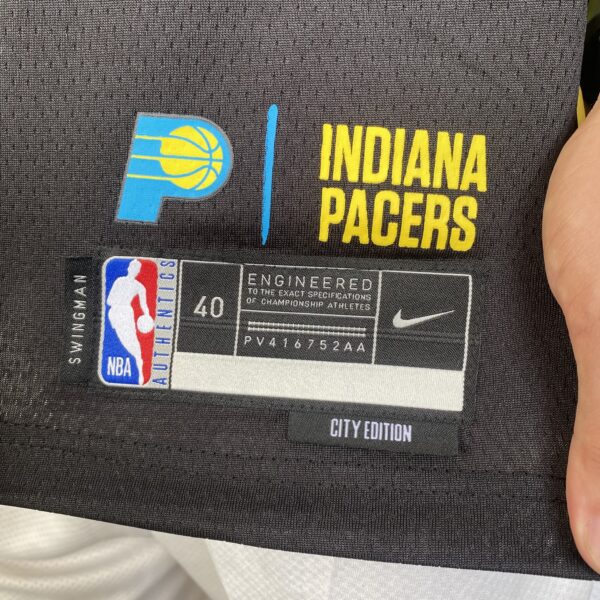 INDIANA
PACERS
SWINGMAN
NBA
AUTHENTICS
40
ENGINEERED
TO THE EXACT SPECIFICATIONS
OF CHAMPIONSHIP ATHLETES
PV416752AA
CITY EDITION